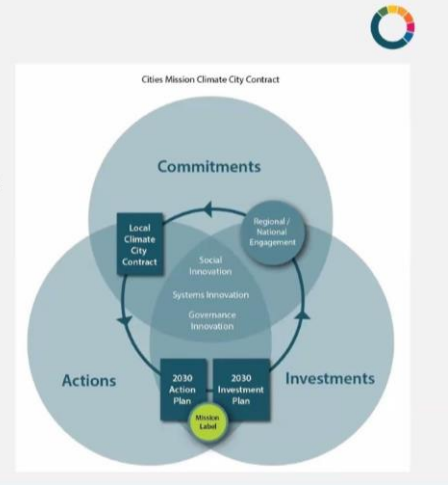 Cities Mission Climate City Contract
Commitments
Local
Climate
City
Contract
Regional /
National
Engagement
Social
Innovation
Systems Innovation
Governance
Innovation
Actions
2030
Action
Plan
2030
Investment
Plan
Investments
Mission
Label